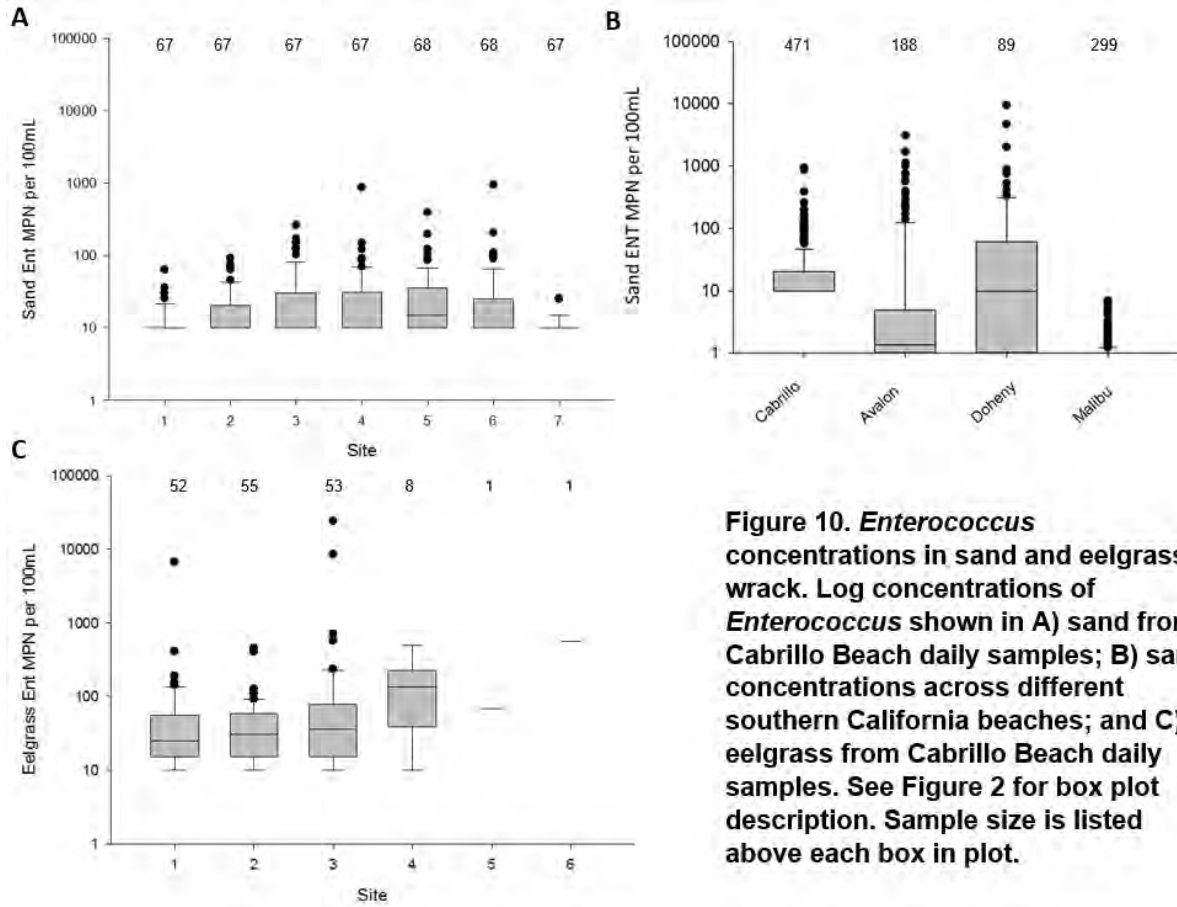 A
67 67 67 67 68 68 67
100000
10000
1000
100
10
1
Sand Ent MPN per 100mL
1 2 3 4 5 6 7
Site
B
471 188 89 299
100000
10000
1000
100
10
1
Sand ENT MPN per 100mL
Cabrillo Avalon Doheny Malibu
C
52 55 53 8 1 1
100000
10000
1000
100
10
1
Eelgrass Ent MPN per 100mL
1 2 3 4 5 6
Site
Figure 10. Enterococcus
concentrations in sand and eelgrass
wrack. Log concentrations of
Enterococcus shown in A) sand from
Cabrillo Beach daily samples; B)
concentrations across different
southern California beaches; and C)
eelgrass from Cabrillo Beach daily
samples. See Figure 2 for box plot
description. Sample size is listed
above each box in plot.